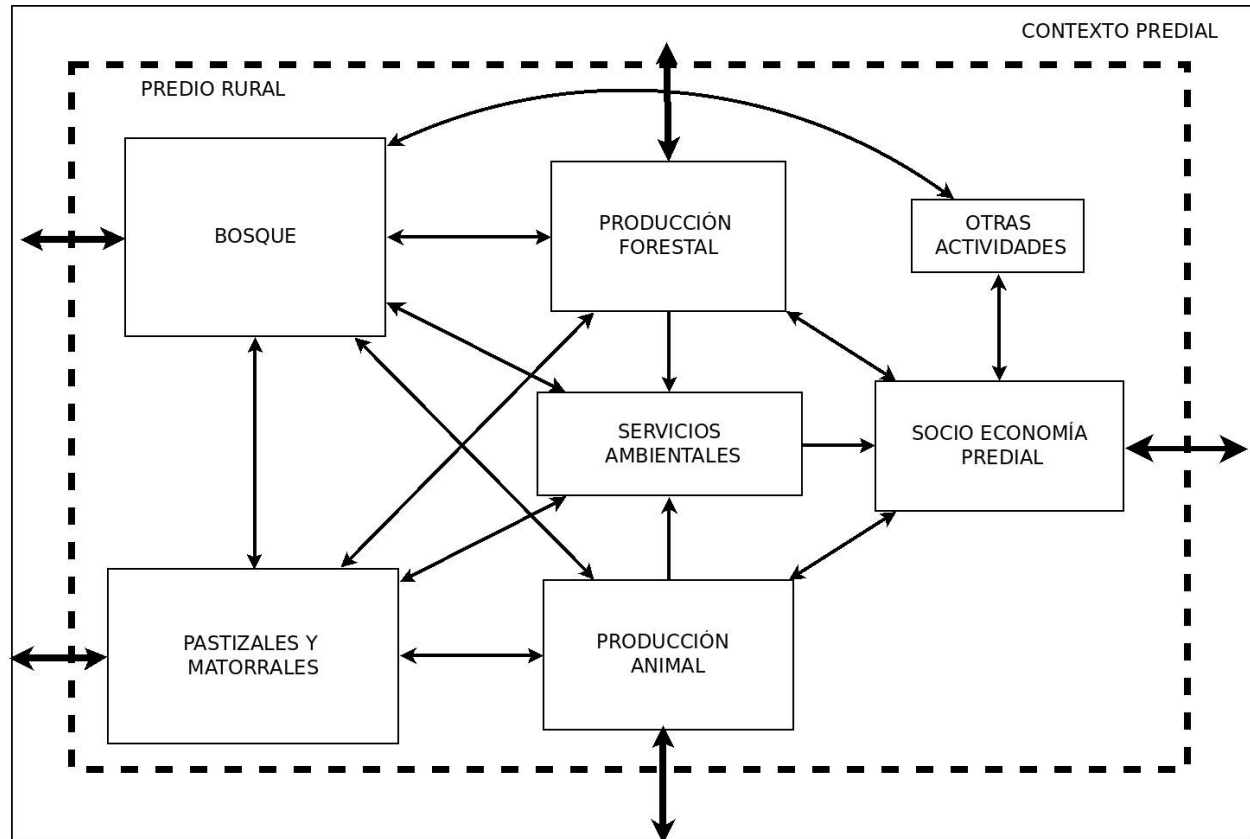 CONTEXTO PREDIAL
PREDIO RURAL
BOSQUE
PRODUCCIÓN
FORESTAL
OTRAS
ACTIVIDADES
SERVICIOS
AMBIENTALES
SOCIO ECONOMÍA
PREDIAL
PASTIZALES Y
MATORRALES
PRODUCCIÓN
ANIMAL